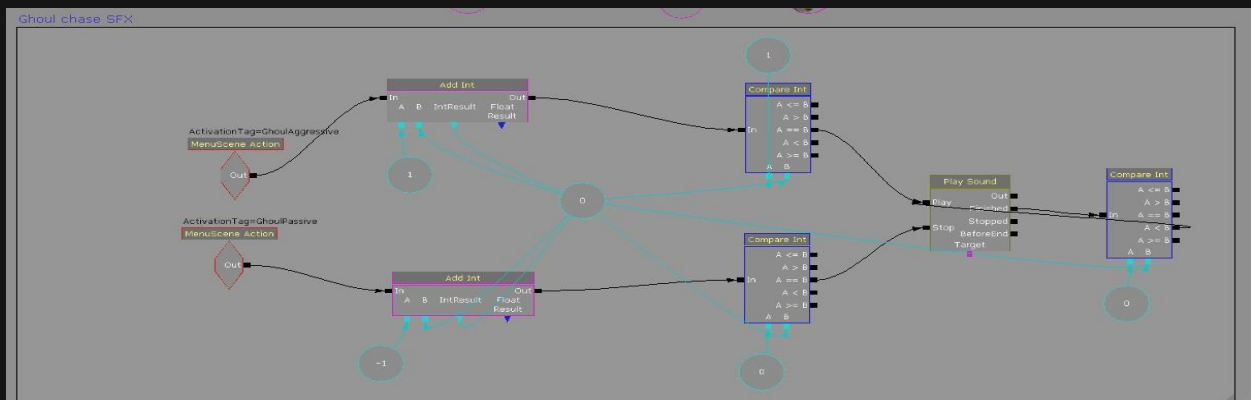 Ghoul chase SFX
1
Add Int
In Out
A B IntResult Float Result
Compare Int
A <= B
A > B
In A == B
A < B
A >= B
A B
ActivationTag=GhoulAggressive
MenuScene Action
Out
1
0
Play Sound
Out
Play Finished
Stopped
Stop BeforeEnd
Target
Compare Int
A <= B
A > B
In A == B
A < B
A >= B
A B
0
ActivationTag=GhoulPassive
MenuScene Action
Out
Add Int
In Out
A B IntResult Float Result
-1
Compare Int
A <= B
A > B
In A == B
A < B
A >= B
A B
0